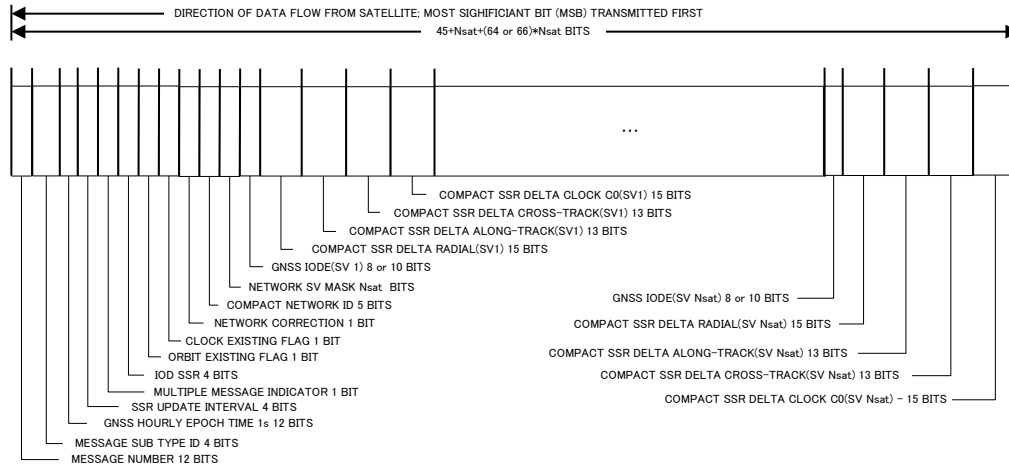 DIRECTION OF DATA FLOW FROM SATELLITE; MOST SIGHIFICIANT BIT (MSB) TRANSMITTED FIRST
45+Nsat+(64 or 66)*Nsat BITS
...
COMPACT SSR DELTA CLOCK C0(SV1) 15 BITS
COMPACT SSR DELTA CROSS-TRACK(SV1) 13 BITS
COMPACT SSR DELTA ALONG-TRACK(SV1) 13 BITS
COMPACT SSR DELTA RADIAL(SV1) 15 BITS
GNSS IODE(SV 1) 8 or 10 BITS
NETWORK SV MASK Nsat BITS
COMPACT NETWORK ID 5 BITS
NETWORK CORRECTION 1 BIT
CLOCK EXISTING FLAG 1 BIT
ORBIT EXISTING FLAG 1 BIT
IOD SSR 4 BITS
MULTIPLE MESSAGE INDICATOR 1 BIT
SSR UPDATE INTERVAL 4 BITS
GNSS HOURLY EPOCH TIME 1s 12 BITS
MESSAGE SUB TYPE ID 4 BITS
MESSAGE NUMBER 12 BITS
GNSS IODE(SV Nsat) 8 or 10 BITS
COMPACT SSR DELTA RADIAL(SV Nsat) 15 BITS
COMPACT SSR DELTA ALONG-TRACK(SV Nsat) 13 BITS
COMPACT SSR DELTA CROSS-TRACK(SV Nsat) 13 BITS
COMPACT SSR DELTA CLOCK C0(SV Nsat) - 15 BITS